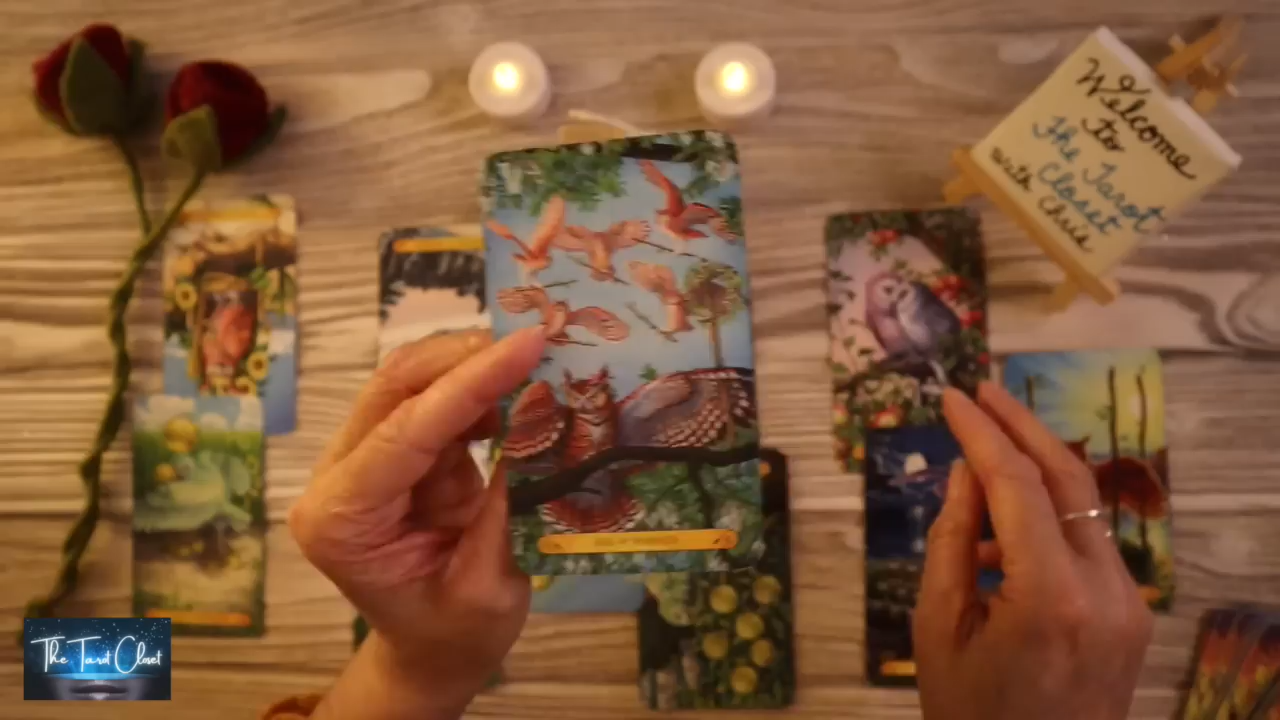 Welcome
To
The Tarot
Closet
with Chris
The Tarot Closet